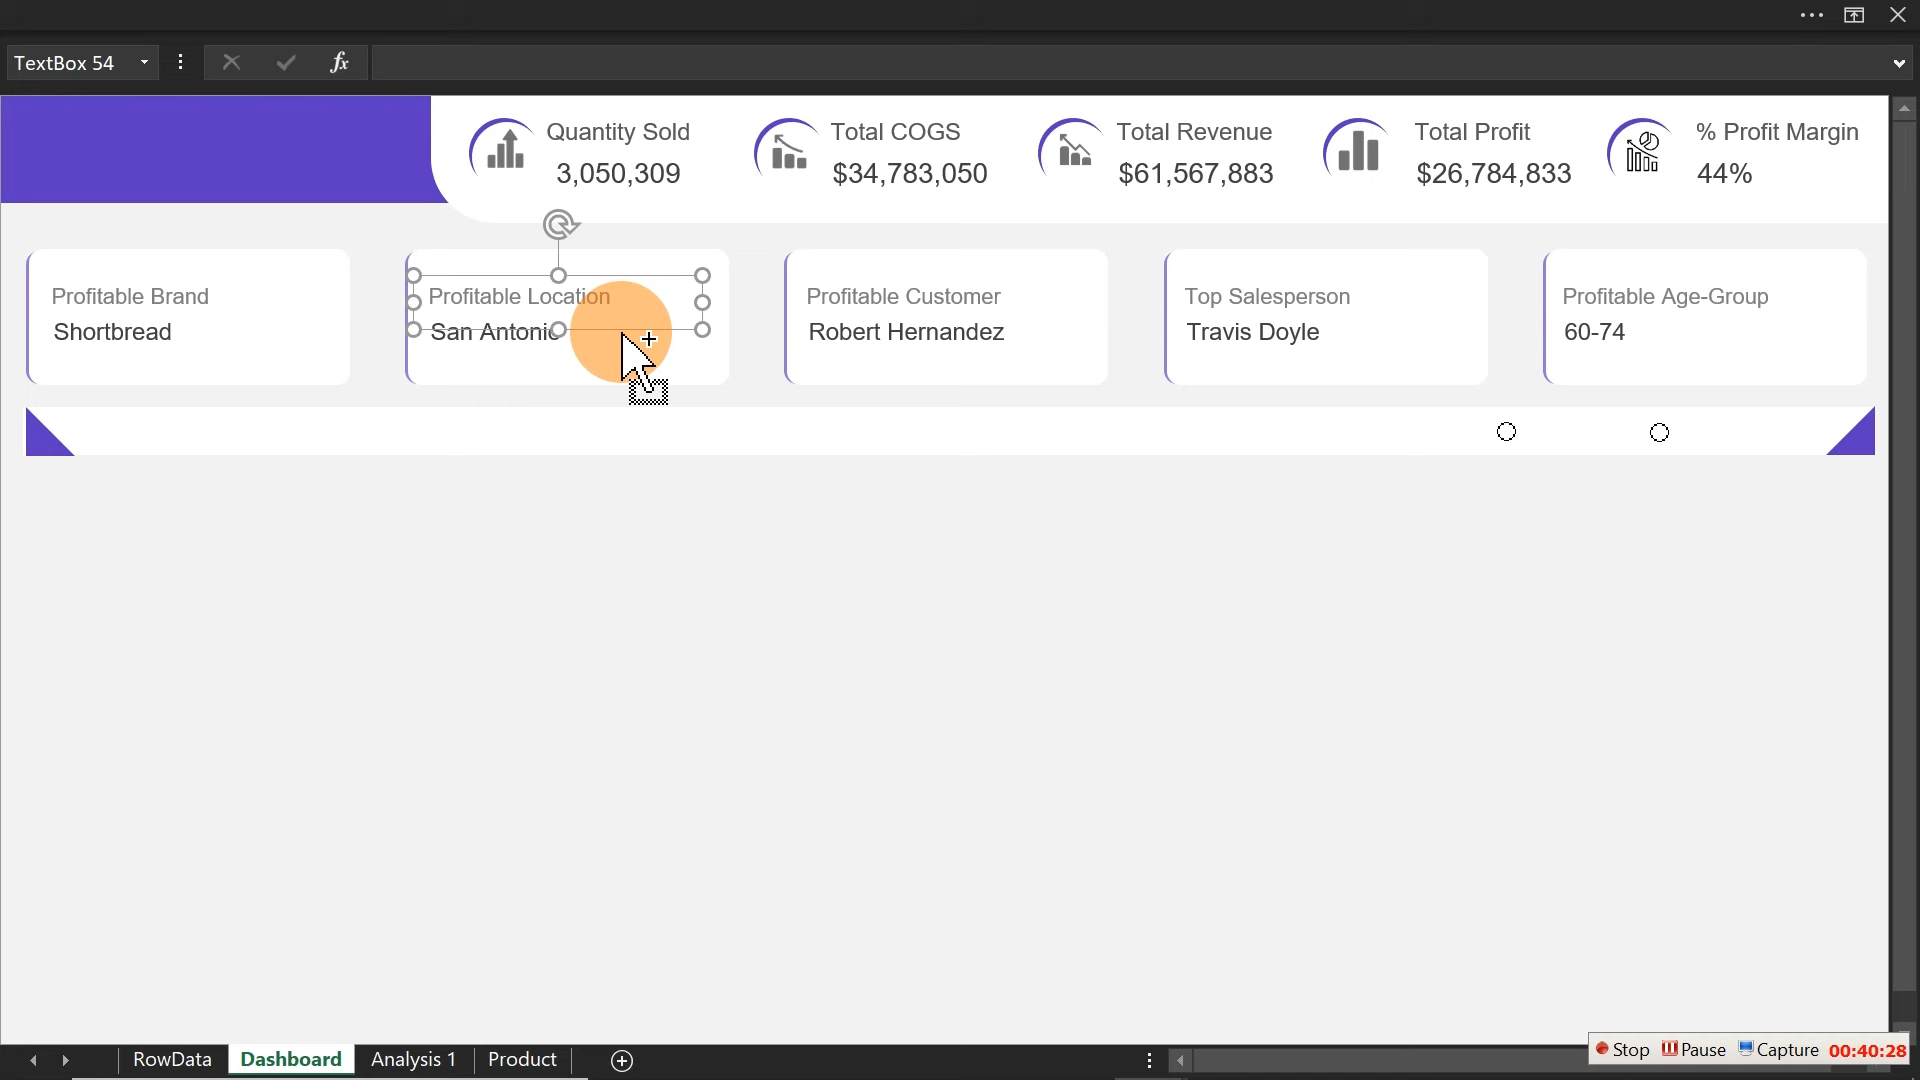 TextBox 54
fx
Quantity Sold
3,050,309
Total COGS
$34,783,050
Total Revenue
$61,567,883
Total Profit
$26,784,833
% Profit Margin
44%
Profitable Brand
Shortbread
Profitable Location
San Antonio
Profitable Customer
Robert Hernandez
Top Salesperson
Travis Doyle
Profitable Age-Group
60-74
RowData
Dashboard
Analysis 1
Product
Stop
Pause
Capture
00:40:28